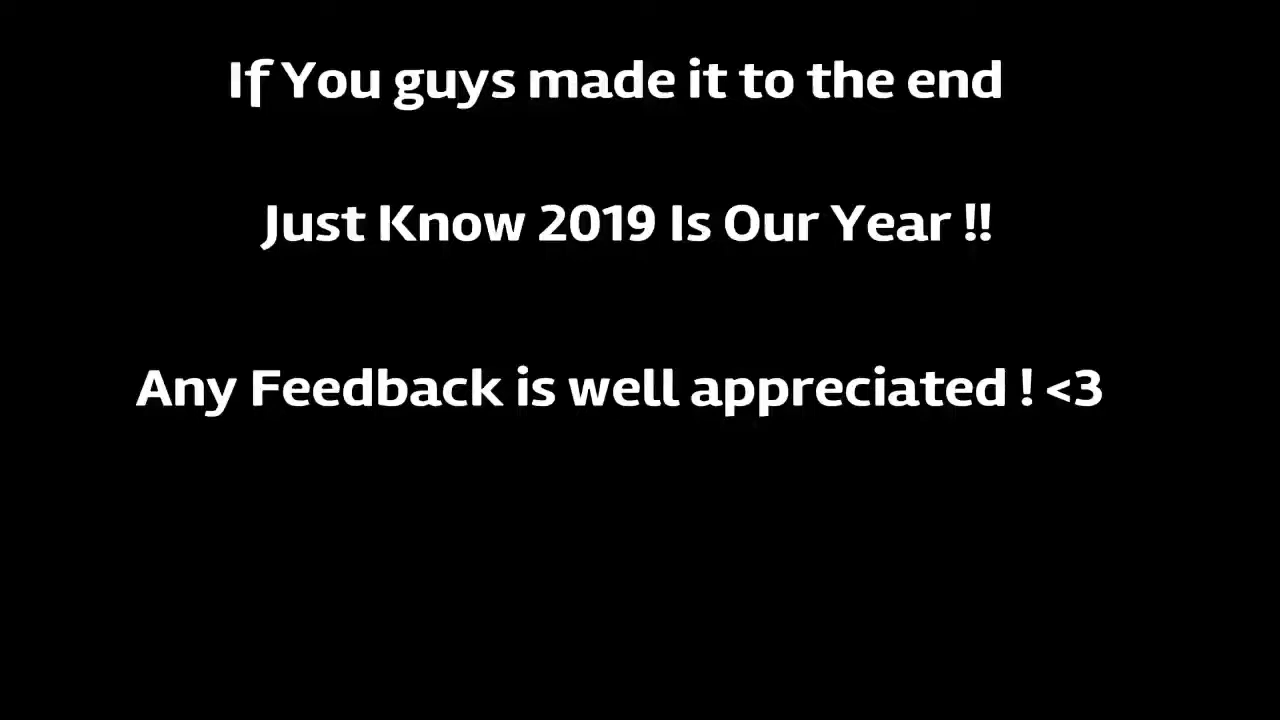 If You guys made it to the end
Just Know 2019 Is Our Year !!
Any Feedback is well appreciated ! <3